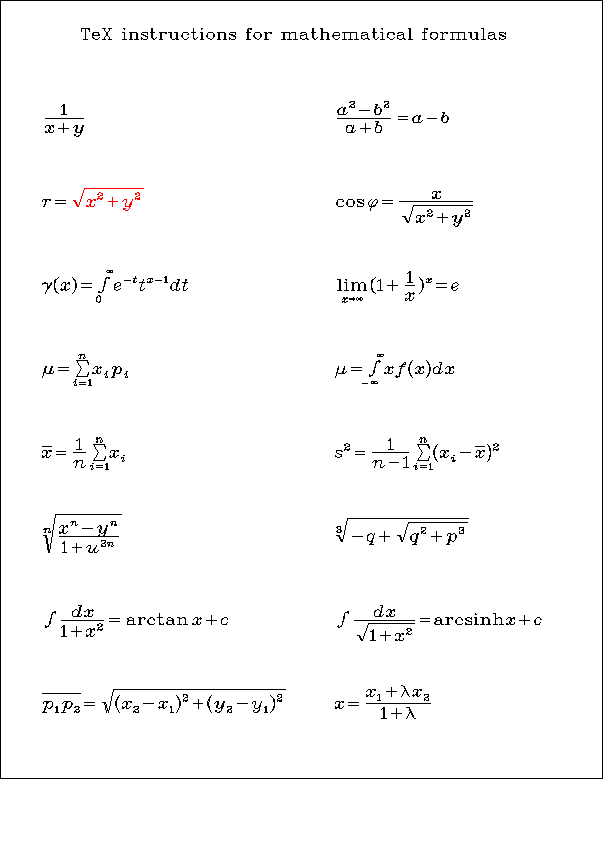 TeX instructions for mathematical formulas
\frac{1}{x+y}
\frac{a^2-b^2}{a+b} = a-b
r = \sqrt{x^2+y^2}
\cos\varphi = \frac{x}{\sqrt{x^2+y^2}}
\gamma(x) = \int_0^\infty e^{-t}t^{x-1}dt
\lim_{x\to\infty} (1+\frac{1}{x})^x = e
\mu = \sum_{i=1}^n x_i p_i
\mu = \int_{-\infty}^\infty x f(x)dx
\overline{x} = \frac{1}{n} \sum_{i=1}^n x_i
s^2 = \frac{1}{n-1} \sum_{i=1}^n (x_i-\overline{x})^2
\sqrt[n]{\frac{x^n-y^n}{1+u^{2n}}}
\sqrt[3]{-q+\sqrt{q^2+p^3}}
\int \frac{dx}{1+x^2} = \arctan x+c
\int \frac{dx}{\sqrt{1+x^2}} = arcsinh x+c
\overline{p_1p_2} = \sqrt{(x_2-x_1)^2+(y_2-y_1)^2}
x = \frac{x_1+\lambda x_2}{1+\lambda}